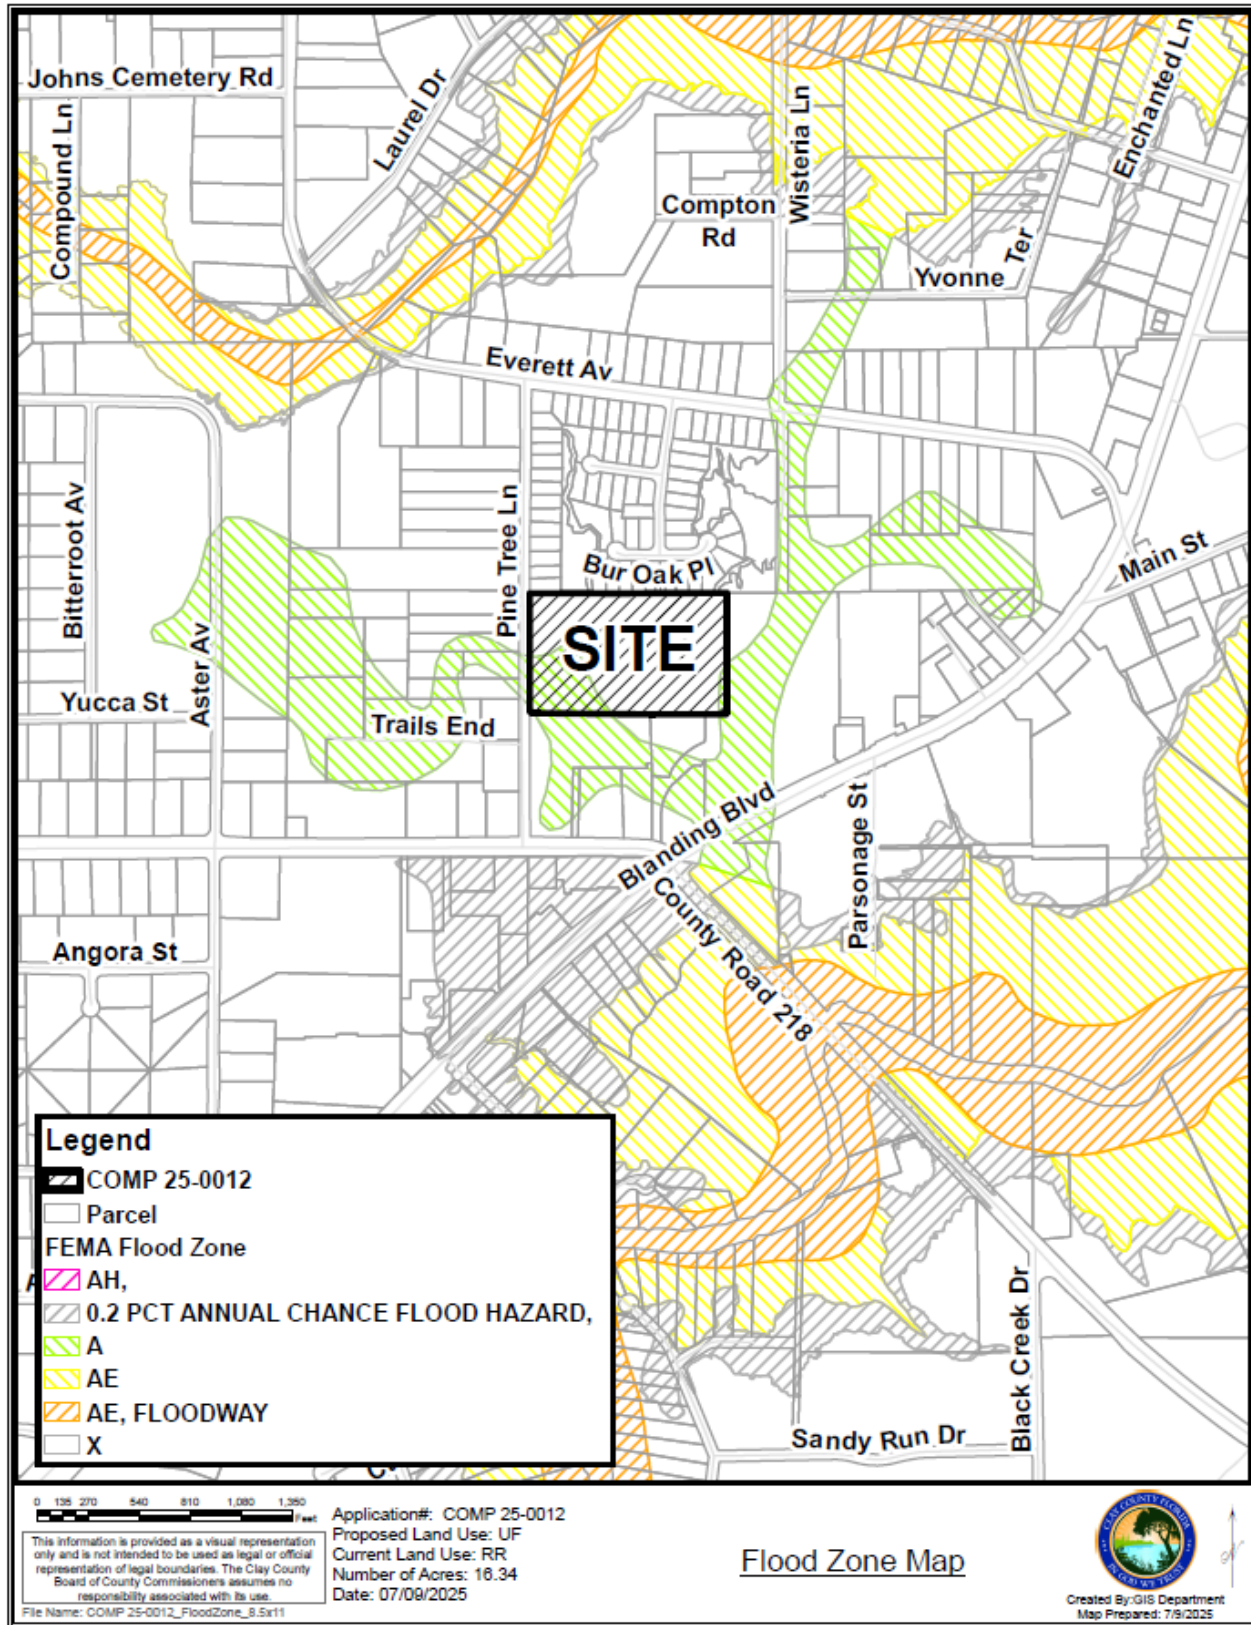 Johns Cemetery Rd
Compound Ln
Laurel Dr
Wisteria Ln
Enchanted Ln
Compton
Rd
Yvonne
Ter
Everett Av
Bitterroot Av
Pine Tree Ln
Bur Oak Pl
Main St
SITE
Aster Av
Yucca St
Trails End
Blanding Blvd
Parsonage St
County Road 218
Angora St
Black Creek Dr
Sandy Run Dr
Legend
COMP 25-0012
Parcel
FEMA Flood Zone
AH,
0.2 PCT ANNUAL CHANCE FLOOD HAZARD,
A
AE
AE, FLOODWAY
X
0 135 270 540 810 1,080 1,350
Feet
This information is provided as a visual representation
only and is not intended to be used as legal or official
representation of legal boundaries. The Clay County
Board of County Commissioners assumes no
responsibility associated with its use.
File Name: COMP 25-0012_FloodZone_8.5x11
Application#: COMP 25-0012
Proposed Land Use: UF
Current Land Use: RR
Number of Acres: 16.34
Date: 07/09/2025
Flood Zone Map
CLAY COUNTY FLORIDA
IN GOD WE TRUST
Created By:GIS Department
Map Prepared: 7/9/2025